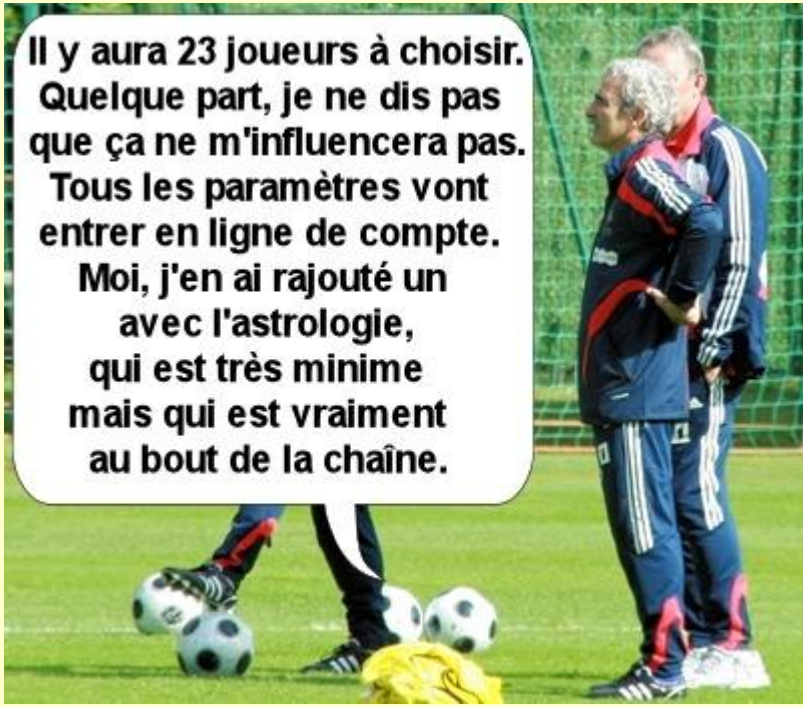 Il y aura 23 joueurs à choisir.
Quelque part, je ne dis pas
que ça ne m'influencera pas.
Tous les paramètres vont
entrer en ligne de compte.
Moi, j'en ai rajouté un
avec l'astrologie,
qui est très minime
mais qui est vraiment
au bout de la chaîne.